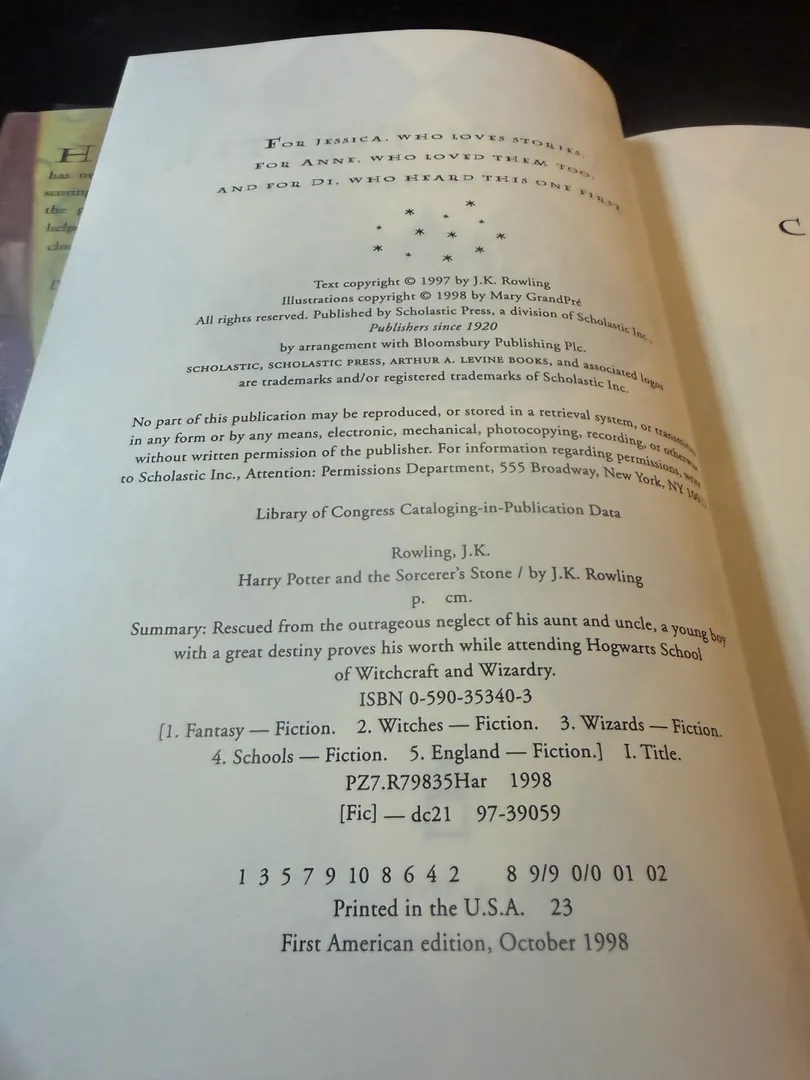 FOR JESSICA, WHO LOVES STORIES,
FOR ANNE, WHO LOVED THEM TOO;
AND FOR DI, WHO HEARD THIS ONE FIRST
Text copyright © 1997 by J.K. Rowling
Illustrations copyright © 1998 by Mary GrandPré
All rights reserved. Published by Scholastic Press, a division of Scholastic Inc.,
Publishers since 1920
by arrangement with Bloomsbury Publishing Plc.
SCHOLASTIC, SCHOLASTIC PRESS, ARTHUR A. LEVINE BOOKS, and associated logos
are trademarks and/or registered trademarks of Scholastic Inc.
No part of this publication may be reproduced, or stored in a retrieval system, or
in any form or by any means, electronic, mechanical, photocopying, recording, or
without written permission of the publisher. For information regarding permissions,
to Scholastic Inc., Attention: Permissions Department, 555 Broadway, New York, NY
Library of Congress Cataloging-in-Publication Data
Rowling, J.K.
Harry Potter and the Sorcerer's Stone / by J.K. Rowling
p. cm.
Summary: Rescued from the outrageous neglect of his aunt and uncle, a young boy
with a great destiny proves his worth while attending Hogwarts School
of Witchcraft and Wizardry.
ISBN 0-590-35340-3
[1. Fantasy — Fiction. 2. Witches — Fiction. 3. Wizards — Fiction.
4. Schools — Fiction. 5. England — Fiction.] I. Title.
PZ7.R79835Har 1998
[Fic] — dc21 97-39059
1 3 5 7 9 10 8 6 4 2 8 9/9 0/0 01 02
Printed in the U.S.A. 23
First American edition, October 1998